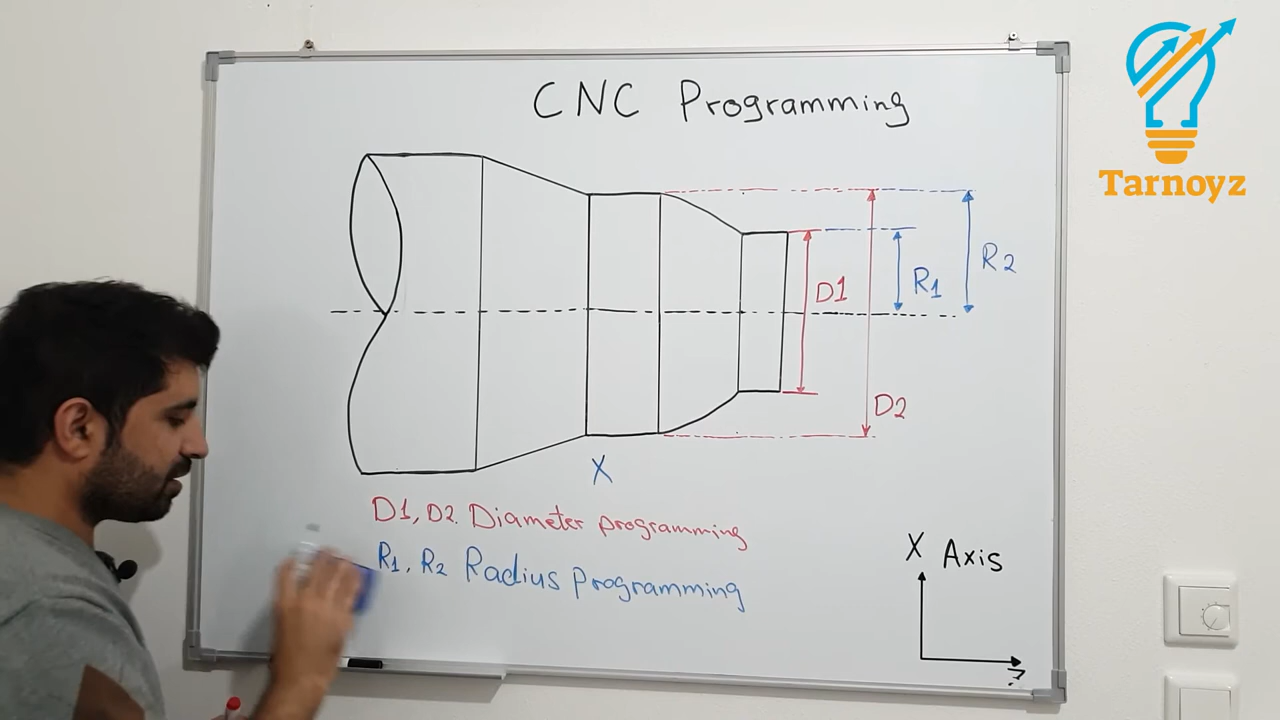 CNC Programming
Tarnoyz
R2
R1
D1
D2
X
D1, D2. Diameter programming
R1, R2 Radius Programming
X Axis